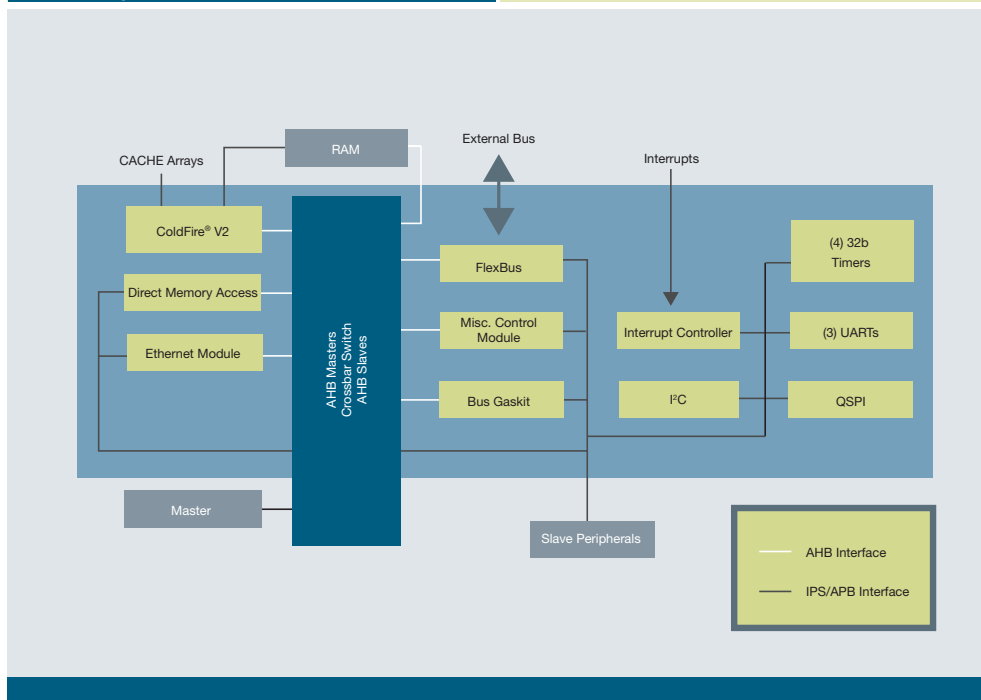 External Bus
RAM
CACHE Arrays
Interrupts
ColdFire® V2
(4) 32b
Timers
FlexBus
Direct Memory Access
Misc. Control
Module
Interrupt Controller
(3) UARTs
Ethernet Module
AHB Masters
Crossbar Switch
AHB Slaves
Bus Gaskit
I²C
QSPI
Master
Slave Peripherals
AHB Interface
IPS/APB Interface